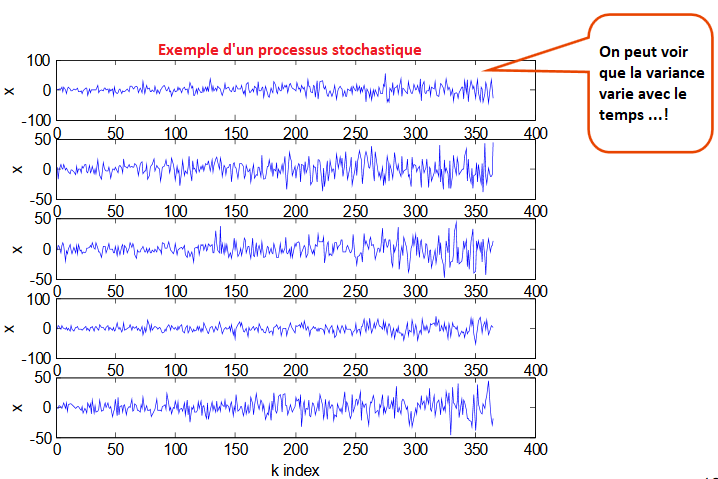 Exemple d'un processus stochastique
On peut voir
que la variance
varie avec le
temps ...!
100
0
-100
x
0 50 100 150 200 250 300 350 400
50
0
-50
x
0 50 100 150 200 250 300 350 400
50
0
-50
x
0 50 100 150 200 250 300 350 400
100
0
-100
x
0 50 100 150 200 250 300 350 400
50
0
-50
x
0 50 100 150 200 250 300 350 400
k index